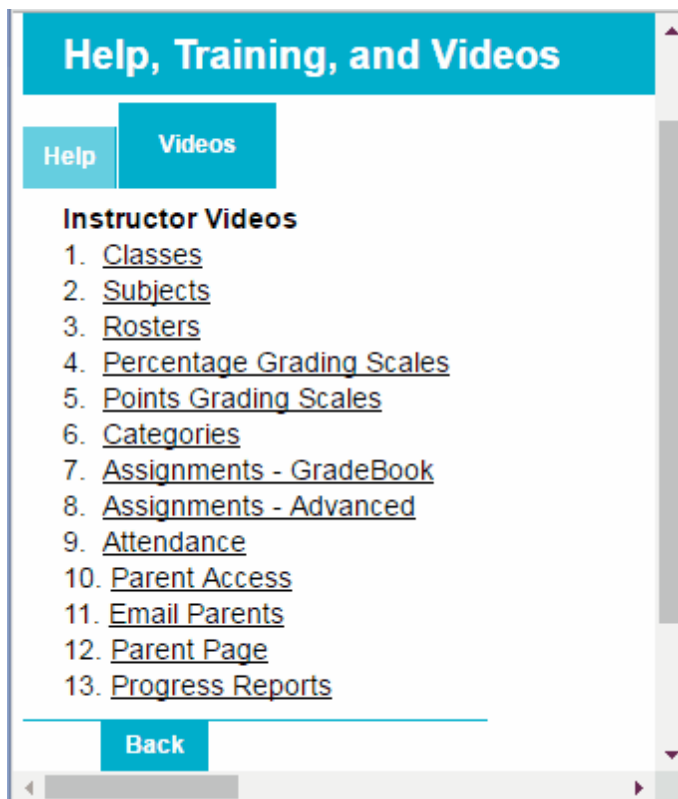 Help, Training, and Videos
Help
Videos
Instructor Videos
1. Classes
2. Subjects
3. Rosters
4. Percentage Grading Scales
5. Points Grading Scales
6. Categories
7. Assignments - GradeBook
8. Assignments - Advanced
9. Attendance
10. Parent Access
11. Email Parents
12. Parent Page
13. Progress Reports
Back